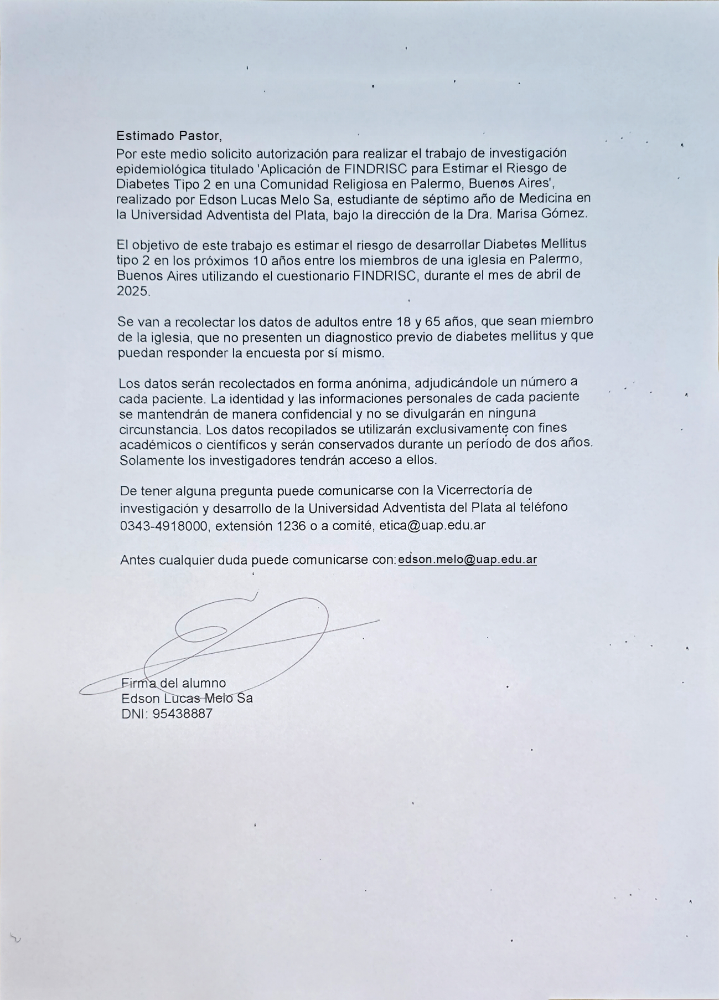 Estimado Pastor,
Por este medio solicito autorización para realizar el trabajo de investigación
epidemiológica titulado 'Aplicación de FINDRISC para Estimar el Riesgo de
Diabetes Tipo 2 en una Comunidad Religiosa en Palermo, Buenos Aires',
realizado por Edson Lucas Melo Sa, estudiante de séptimo año de Medicina en
la Universidad Adventista del Plata, bajo la dirección de la Dra. Marisa Gómez.
El objetivo de este trabajo es estimar el riesgo de desarrollar Diabetes Mellitus
tipo 2 en los próximos 10 años entre los miembros de una iglesia en Palermo,
Buenos Aires utilizando el cuestionario FINDRISC, durante el mes de abril de
2025.
Se van a recolectar los datos de adultos entre 18 y 65 años, que sean miembro
de la iglesia, que no presenten un diagnostico previo de diabetes mellitus y que
puedan responder la encuesta por sí mismo.
Los datos serán recolectados en forma anónima, adjudicándole un número a
cada paciente. La identidad y las informaciones personales de cada paciente
se mantendrán de manera confidencial y no se divulgarán en ninguna
circunstancia. Los datos recopilados se utilizarán exclusivamente con fines
académicos o científicos y serán conservados durante un período de dos años.
Solamente los investigadores tendrán acceso a ellos.
De tener alguna pregunta puede comunicarse con la Vicerrectoría de
investigación y desarrollo de la Universidad Adventista del Plata al teléfono
0343-4918000, extensión 1236 o a comité, etica@uap.edu.ar
Antes cualquier duda puede comunicarse con: edson.melo@uap.edu.ar
Firma del alumno
Edson Lucas Melo Sa
DNI: 95438887